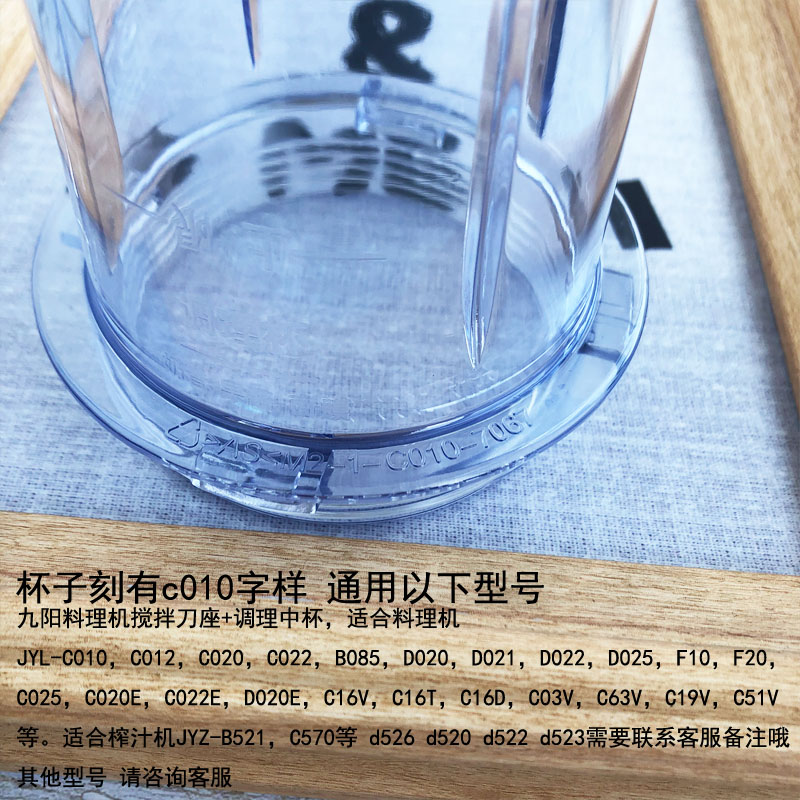 &
>AS< M2-1-C010-706T
杯子刻有c010字样 通用以下型号
九阳料理机搅拌刀座+调理中杯，适合料理机
JYL-C010，C012，C020，C022，B085，D020，D021，D022，D025，F10，F20，
C025，C020E，C022E，D020E，C16V，C16T，C16D，C03V，C63V，C19V，C51V
等。适合榨汁机JYZ-B521，C570等 d526 d520 d522 d523需要联系客服备注哦
其他型号 请咨询客服